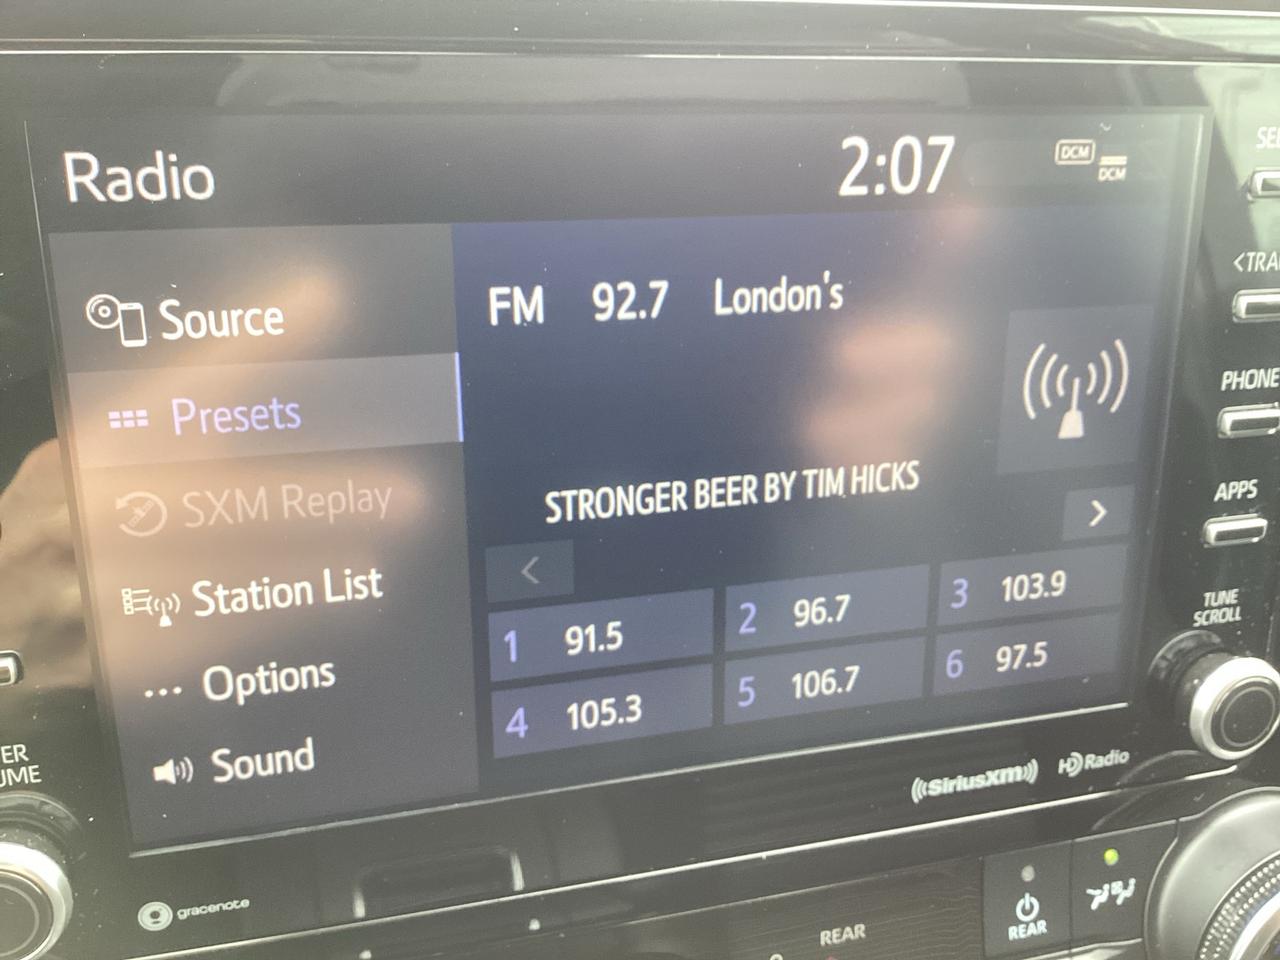 Radio
2:07
DCM
DCM
Source
FM 92.7 London's
Presets
SXM Replay
STRONGER BEER BY TIM HICKS
Station List
<
>
1 91.5
2 96.7
3 103.9
Options
4 105.3
5 106.7
6 97.5
Sound
SiriusXM
HD Radio
gracenote
REAR
REAR
PHONE
APPS
TUNE
SCROLL